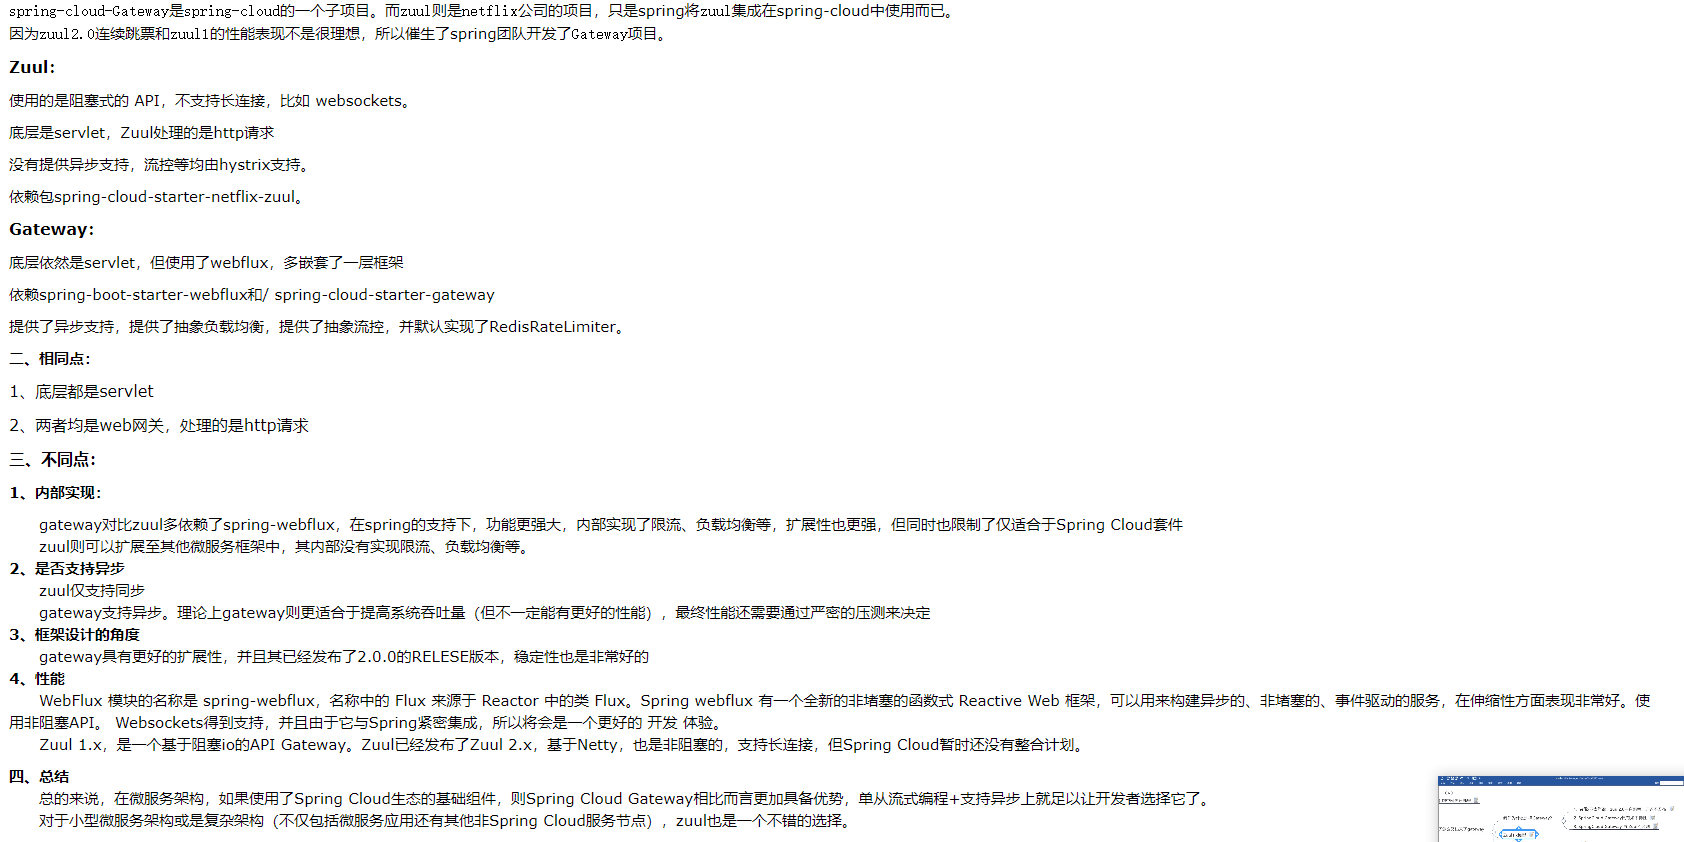 spring-cloud-Gateway是spring-cloud的一个子项目。而zuul则是netflix公司的项目，只是spring将zuul集成在spring-cloud中使用而已。
因为zuul2.0连续跳票和zuul1的性能表现不是很理想，所以催生了spring团队开发了Gateway项目。
Zuul：
使用的是阻塞式的 API，不支持长连接，比如 websockets。
底层是servlet，Zuul处理的是http请求
没有提供异步支持，流控等均由hystrix支持。
依赖包spring-cloud-starter-netflix-zuul。
Gateway：
底层依然是servlet，但使用了webflux，多嵌套了一层框架
依赖spring-boot-starter-webflux和/ spring-cloud-starter-gateway
提供了异步支持，提供了抽象负载均衡，提供了抽象流控，并默认实现了RedisRateLimiter。
二、相同点：
1、底层都是servlet
2、两者均是web网关，处理的是http请求
三、不同点：
1、内部实现：
gateway对比zuul多依赖了spring-webflux，在spring的支持下，功能更强大，内部实现了限流、负载均衡等，扩展性也更强，但同时也限制了仅适合于Spring Cloud套件
zuul则可以扩展至其他微服务框架中，其内部没有实现限流、负载均衡等。
2、是否支持异步
zuul仅支持同步
gateway支持异步。理论上gateway则更适合于提高系统吞吐量（但不一定能有更好的性能），最终性能还需要通过严密的压测来决定
3、框架设计的角度
gateway具有更好的扩展性，并且其已经发布了2.0.0的RELESE版本，稳定性也是非常好的
4、性能
WebFlux 模块的名称是 spring-webflux，名称中的 Flux 来源于 Reactor 中的类 Flux。Spring webflux 有一个全新的非堵塞的函数式 Reactive Web 框架，可以用来构建异步的、非堵塞的、事件驱动的服务，在伸缩性方面表现非常好。使
用非阻塞API。 Websockets得到支持，并且由于它与Spring紧密集成，所以将会是一个更好的 开发 体验。
Zuul 1.x，是一个基于阻塞io的API Gateway。Zuul已经发布了Zuul 2.x，基于Netty，也是非阻塞的，支持长连接，但Spring Cloud暂时还没有整合计划。
四、总结
总的来说，在微服务架构，如果使用了Spring Cloud生态的基础组件，则Spring Cloud Gateway相比而言更加具备优势，单从流式编程+支持异步上就足以让开发者选择它了。
对于小型微服务架构或是复杂架构（不仅包括微服务应用还有其他非Spring Cloud服务节点），zuul也是一个不错的选择。